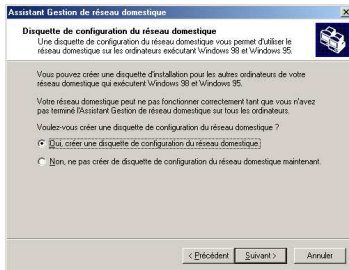 Assistant Gestion de réseau domestique
Disquette de configuration du réseau domestique
Une disquette de configuration du réseau domestique vous permet d'utiliser le
réseau domestique sur les ordinateurs exécutant Windows 98 et Windows 95.
Vous pouvez créer une disquette d'installation pour les autres ordinateurs de votre
réseau domestique qui exécutent Windows 98 et Windows 95.
Votre réseau domestique peut ne pas fonctionner correctement tant que vous n'avez
pas terminé l'Assistant Gestion de réseau domestique sur tous les ordinateurs.
Voulez-vous créer une disquette de configuration du réseau domestique ?
Oui, créer une disquette de configuration du réseau domestique.
Non, ne pas créer de disquette de configuration du réseau domestique maintenant.
< Précédent Suivant > Annuler